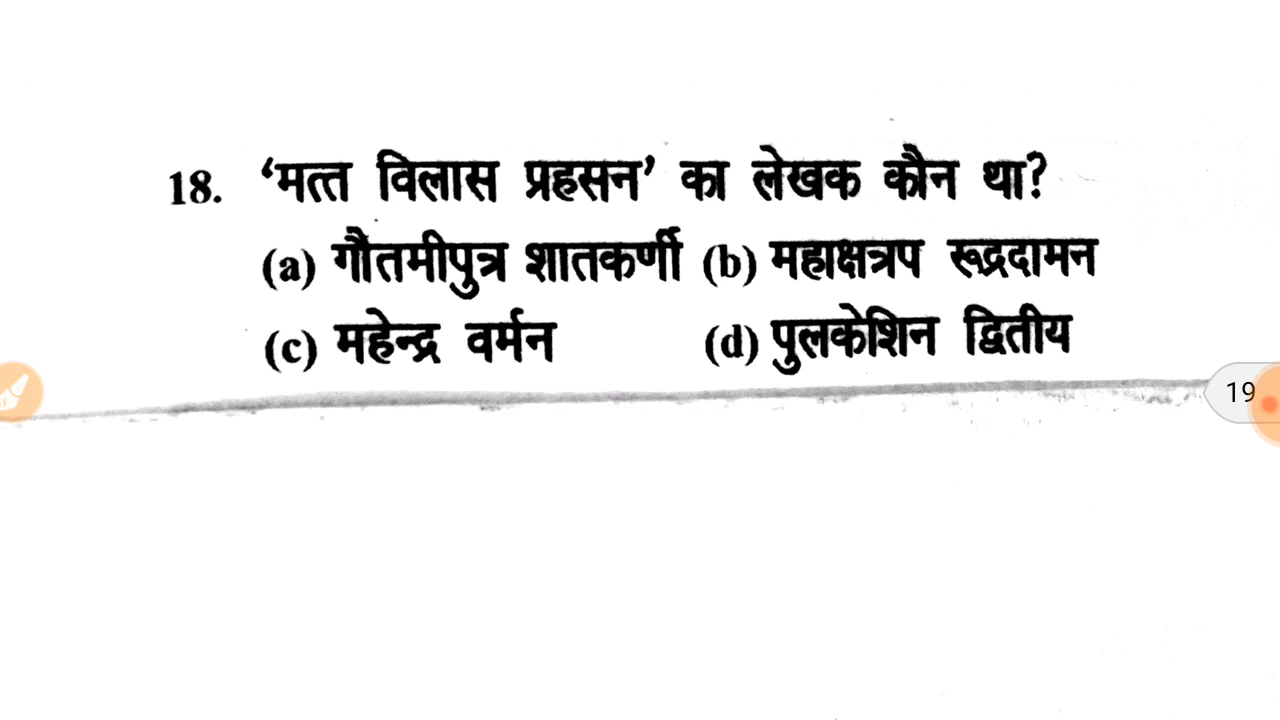 18. ‘मत्त विलास प्रहसन’ का लेखक कौन था?
(a) गौतमीपुत्र शातकर्णी (b) महाक्षत्रप रूद्रदामन
(c) महेन्द्र वर्मन (d) पुलकेशिन द्वितीय
19